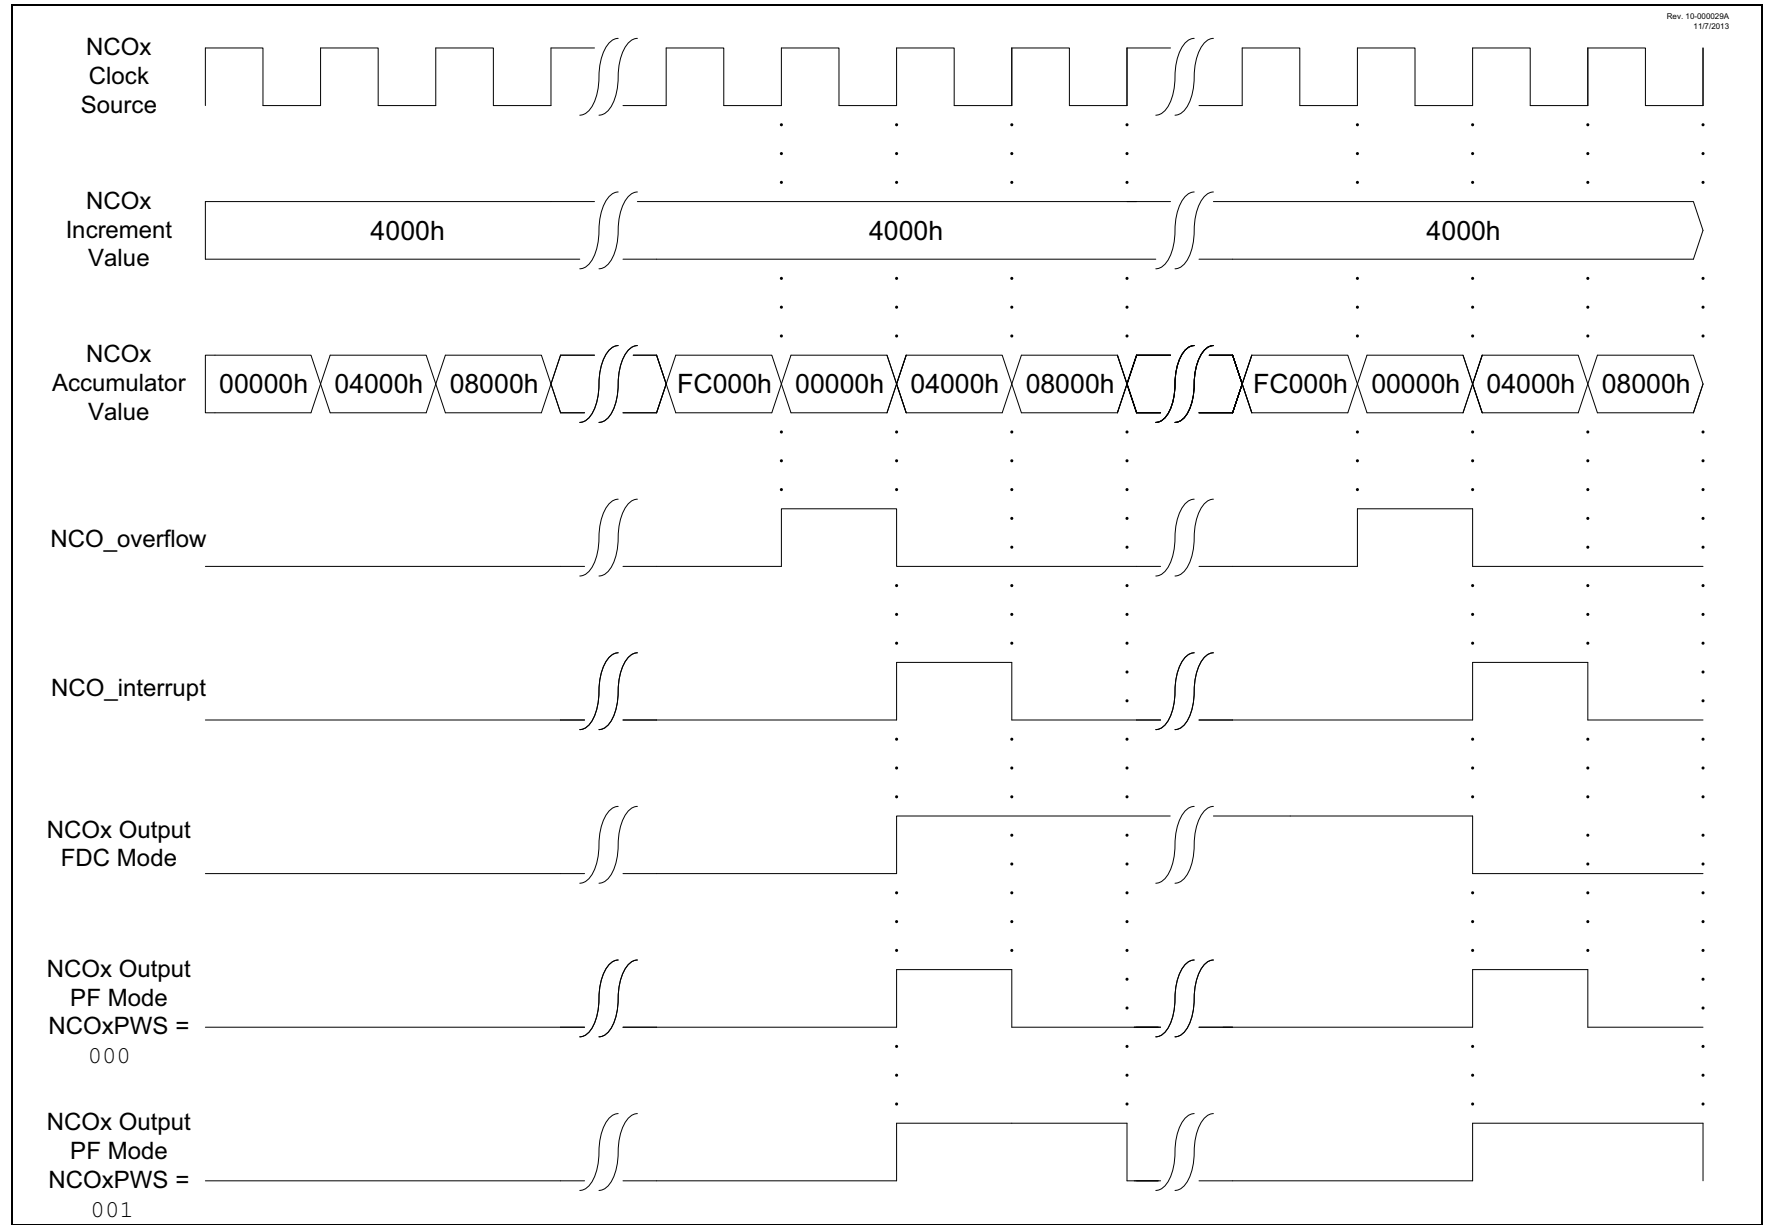 Rev. 10-000029A
11/7/2013
NCOx
Clock
Source
NCOx
Increment
Value
4000h
4000h
4000h
NCOx
Accumulator
Value
00000h
04000h
08000h
FC000h
00000h
04000h
08000h
FC000h
00000h
04000h
08000h
NCO_overflow
NCO_interrupt
NCOx Output
FDC Mode
NCOx Output
PF Mode
NCOxPWS =
000
NCOx Output
PF Mode
NCOxPWS =
001